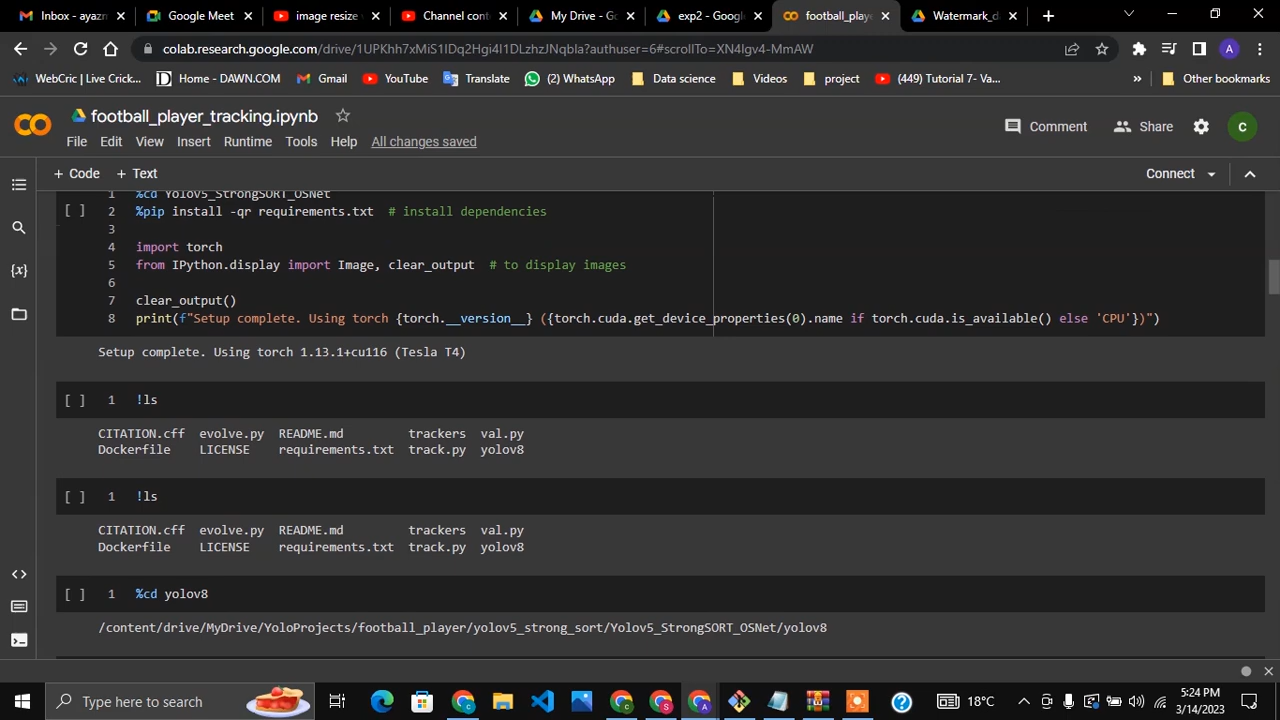 Inbox - ayazn
Google Meet
image resize v
Channel cont
My Drive - Go
exp2 - Google
football_play
Watermark_d
colab.research.google.com/drive/1UPKhh7xMiS1IDq2Hgi4l1DLzhzJNqbla?authuser=6#scrollTo=XN4lgv4-MmAW
WebCric | Live Crick...
Home - DAWN.COM
Gmail
YouTube
Translate
(2) WhatsApp
Data science
Videos
project
(449) Tutorial 7- Va...
»
Other bookmarks
football_player_tracking.ipynb
Comment
Share
C
File Edit View Insert Runtime Tools Help All changes saved
+ Code + Text
Connect
1 %cd Yolov5_StrongSORT_OSNet
[ ] 2 %pip install -qr requirements.txt # install dependencies
3
4 import torch
5 from IPython.display import Image, clear_output # to display images
6
7 clear_output()
8 print(f"Setup complete. Using torch {torch.__version__} ({torch.cuda.get_device_properties(0).name if torch.cuda.is_available() else 'CPU'})")
Setup complete. Using torch 1.13.1+cu116 (Tesla T4)
[ ] 1 !ls
CITATION.cff evolve.py README.md trackers val.py
Dockerfile LICENSE requirements.txt track.py yolov8
[ ] 1 !ls
CITATION.cff evolve.py README.md trackers val.py
Dockerfile LICENSE requirements.txt track.py yolov8
[ ] 1 %cd yolov8
/content/drive/MyDrive/YoloProjects/football_player/yolov5_strong_sort/Yolov5_StrongSORT_OSNet/yolov8
Type here to search
18°C
5:24 PM
3/14/2023